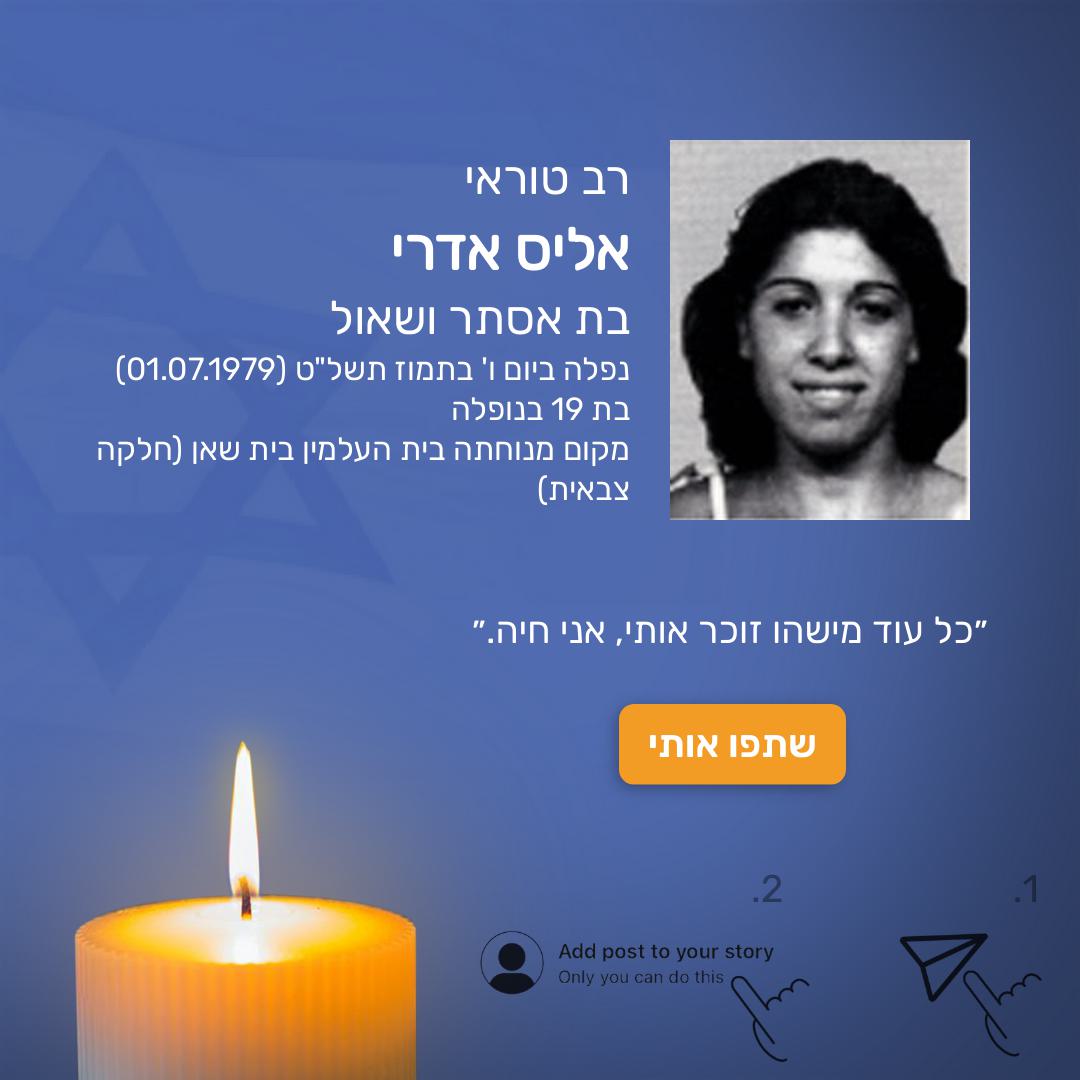 רב טוראי
אליס אדרי
בת אסתר ושאול
נפלה ביום ו' בתמוז תשל"ט (01.07.1979)
בת 19 בנופלה
מקום מנוחתה בית העלמין בית שאן (חלקה
צבאית)
״כל עוד מישהו זוכר אותי, אני חיה.״
שתפו אותי
.1
.2
Add post to your story
Only you can do this